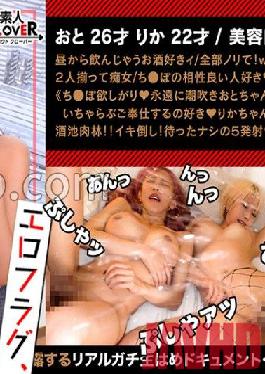 素人
LOVER,
おと 26才 りか 22才 / 美容
昼から飲んじゃうお酒好きィ/全部ノリで!w
2人揃って痴女/ち●ぽの相性良い人好き
《ち●ぽ欲しがり♥永遠に潮吹きおとちゃん
いちゃらぶご奉仕するの好き♥りかちゃん
酒池肉林!!イキ倒し!待ったナシの5発射
あんっ
んっ
んっ
ぷしゃッ
ぷしゃアッ
エロフラグ、
するリアルガチ
はめドキュメント